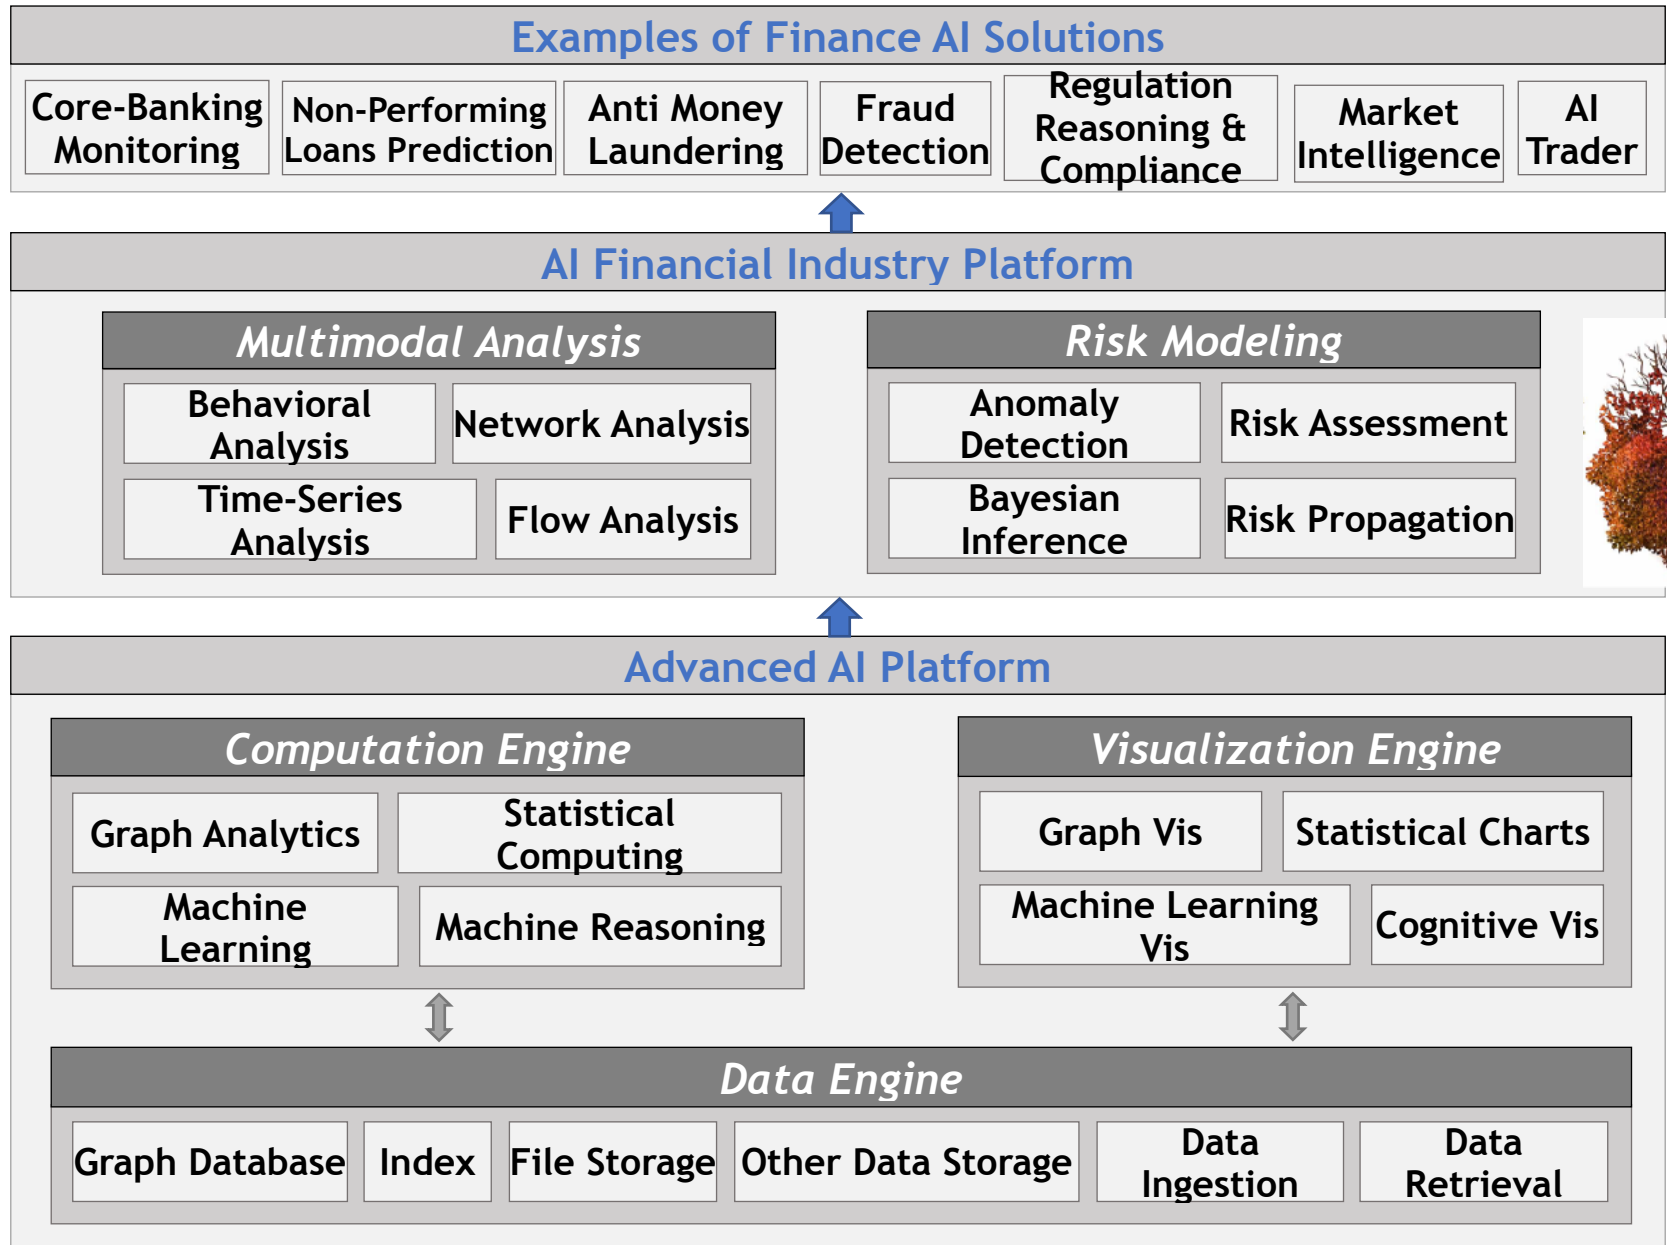 Examples of Finance AI Solutions
Core-Banking
Monitoring
Non-Performing
Loans Prediction
Anti Money
Laundering
Fraud
Detection
Regulation
Reasoning &
Compliance
Market
Intelligence
AI
Trader
AI Financial Industry Platform
Multimodal Analysis
Behavioral
Analysis
Network Analysis
Time-Series
Analysis
Flow Analysis
Risk Modeling
Anomaly
Detection
Risk Assessment
Bayesian
Inference
Risk Propagation
Advanced AI Platform
Computation Engine
Graph Analytics
Statistical
Computing
Machine
Learning
Machine Reasoning
Visualization Engine
Graph Vis
Statistical Charts
Machine Learning
Vis
Cognitive Vis
Data Engine
Graph Database
Index
File Storage
Other Data Storage
Data
Ingestion
Data
Retrieval